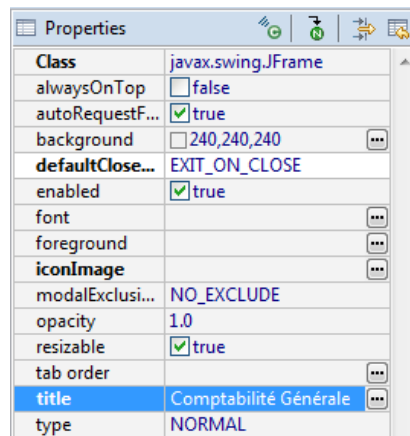 Properties
Class javax.swing.JFrame
alwaysOnTop false
autoRequestF... true
background 240,240,240
defaultClose... EXIT_ON_CLOSE
enabled true
font
foreground
iconImage
modalExclusi... NO_EXCLUDE
opacity 1.0
resizable true
tab order
title Comptabilité Générale
type NORMAL